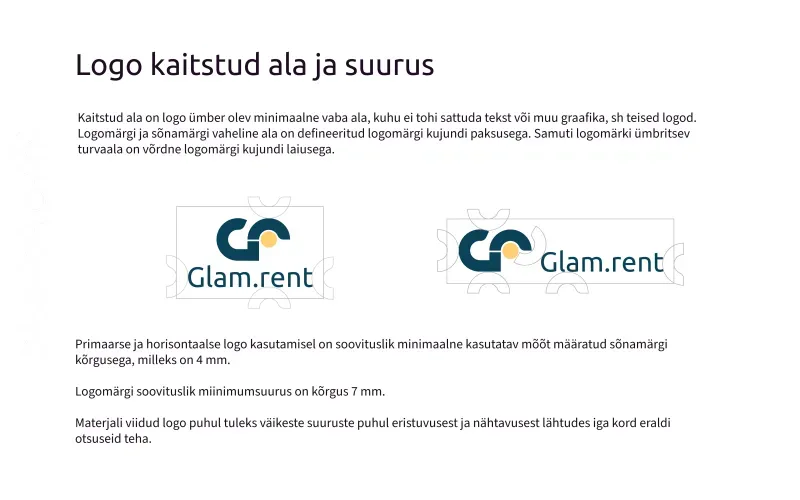 Logo kaitstud ala ja suurus
Kaitstud ala on logo ümber olev minimaalne vaba ala, kuhu ei tohi sattuda tekst või muu graafika, sh teised logod.
Logomärgi ja sõnamärgi vaheline ala on defineeritud logomärgi kujundi paksusega. Samuti logomärki ümbritsev
turvaala on võrdne logomärgi kujundi laiusega.
Glam.rent
Glam.rent
Primaarse ja horisontaalse logo kasutamisel on soovituslik minimaalne kasutatav mõõt määratud sõnamärgi
kõrgusega, milleks on 4 mm.
Logomärgi soovituslik miinimumsuurus on kõrgus 7 mm.
Materjali viidud logo puhul tuleks väikeste suuruste puhul eristuvusest ja nähtavusest lähtudes iga kord eraldi
otsuseid teha.